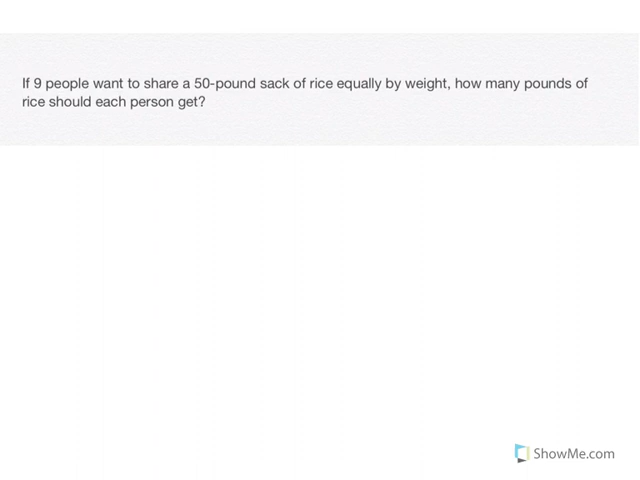 If 9 people want to share a 50-pound sack of rice equally by weight, how many pounds of
rice should each person get?
ShowMe.com